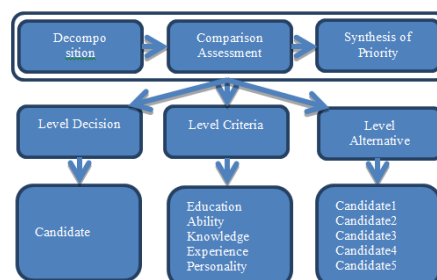 Decompo
sition
Comparison
Assessment
Synthesis of
Priority
Level Decision
Level Criteria
Level
Alternative
Candidate
Education
Ability
Knowledge
Experience
Personality
Candidate1
Candidate2
Candidate3
Candidate4
Candidate5